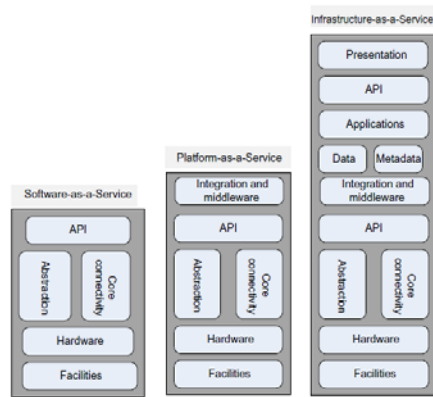 Software-as-a-Service
API
Abstraction
Core
connectivity
Hardware
Facilities
Platform-as-a-Service
Integration and
middleware
API
Abstraction
Core
connectivity
Hardware
Facilities
Infrastructure-as-a-Service
Presentation
API
Applications
Data
Metadata
Integration and
middleware
API
Abstraction
Core
connectivity
Hardware
Facilities